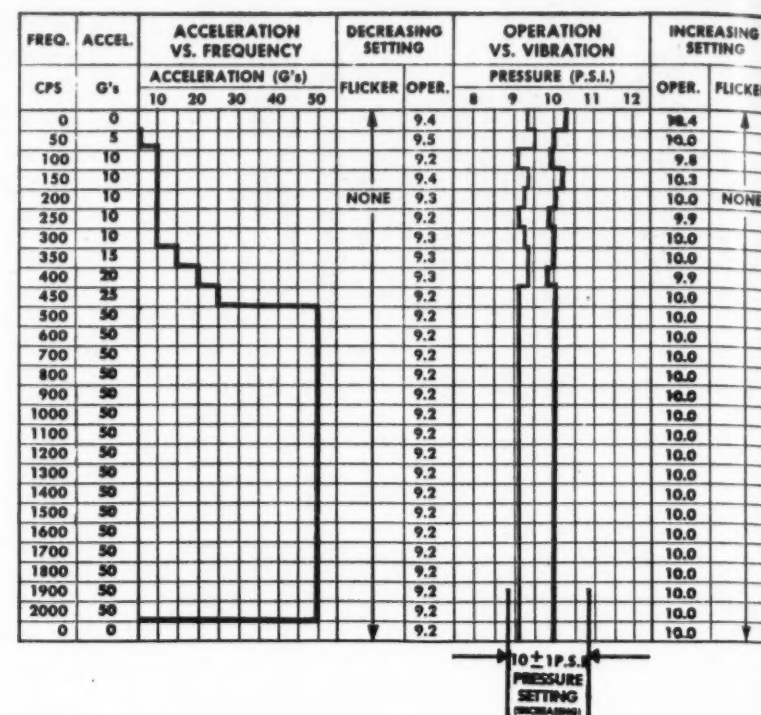 FREQ. ACCEL. ACCELERATION VS. FREQUENCY DECREASING SETTING OPERATION VS. VIBRATION INCREASING SETTING
CPS G's ACCELERATION (G's) FLICKER OPER. PRESSURE (P.S.I.) OPER. FLICKER
10 20 30 40 50 8 9 10 11 12
0 0 9.4 10.4
50 5 9.5 10.0
100 10 9.2 9.8
150 10 9.4 10.3
200 10 NONE 9.3 10.0 NONE
250 10 9.2 9.9
300 10 9.3 10.0
350 15 9.3 10.0
400 20 9.3 9.9
450 25 9.2 10.0
500 50 9.2 10.0
600 50 9.2 10.0
700 50 9.2 10.0
800 50 9.2 10.0
900 50 9.2 10.0
1000 50 9.2 10.0
1100 50 9.2 10.0
1200 50 9.2 10.0
1300 50 9.2 10.0
1400 50 9.2 10.0
1500 50 9.2 10.0
1600 50 9.2 10.0
1700 50 9.2 10.0
1800 50 9.2 10.0
1900 50 9.2 10.0
2000 50 9.2 10.0
0 0 9.2 10.0
10 ± 1 P.S.I.
PRESSURE
SETTING
(INCREASING)